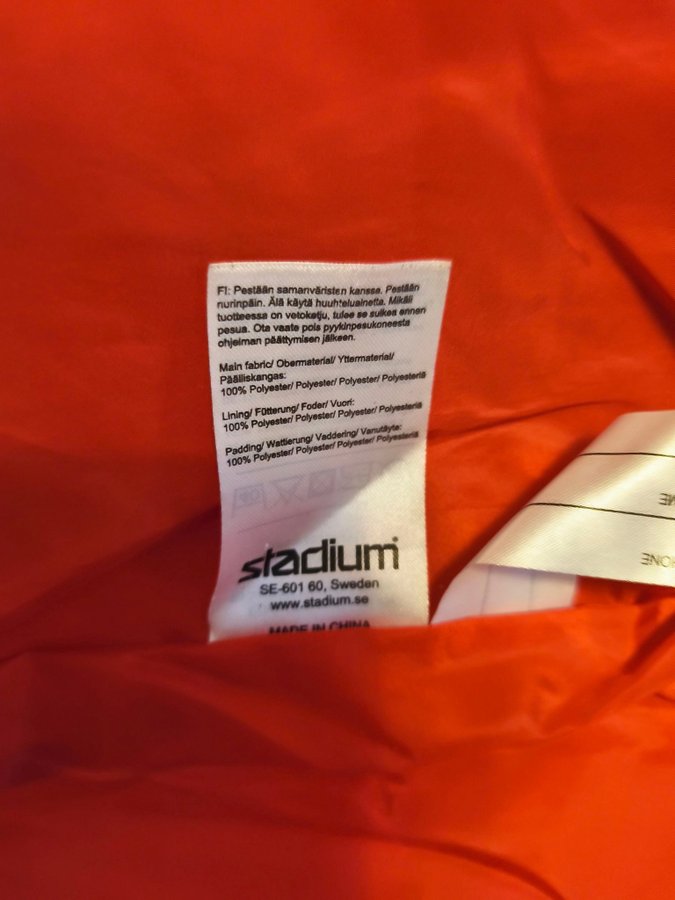 FI: Pestään samanväristen kanssa. Pestään
nurinpäin. Älä käytä huuhteluainetta. Mikäli
tuotteessa on vetoketju, tulee se sulkea ennen
pesua. Ota vaate pois pyykinpesukoneesta
ohjelman päättymisen jälkeen.
Main fabric/ Obermaterial/ Yttermaterial/
Päälliskangas:
100% Polyester/ Polyester/ Polyester/ Polyesteriä
Lining/ Fütterung/ Foder/ Vuori:
100% Polyester/ Polyester/ Polyester/ Polyesteriä
Padding/ Wattierung/ Vaddering/ Vanutäyte:
100% Polyester/ Polyester/ Polyester/ Polyesteriä
stadium
SE-601 60, Sweden
www.stadium.se
MADE IN CHINA